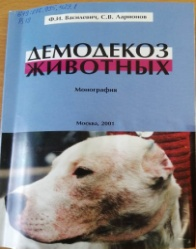 Ф.И. Василевич, С.В. Ларионов
ДЕМОДЕКОЗ
ЖИВОТНЫХ
Монография
Москва, 2001